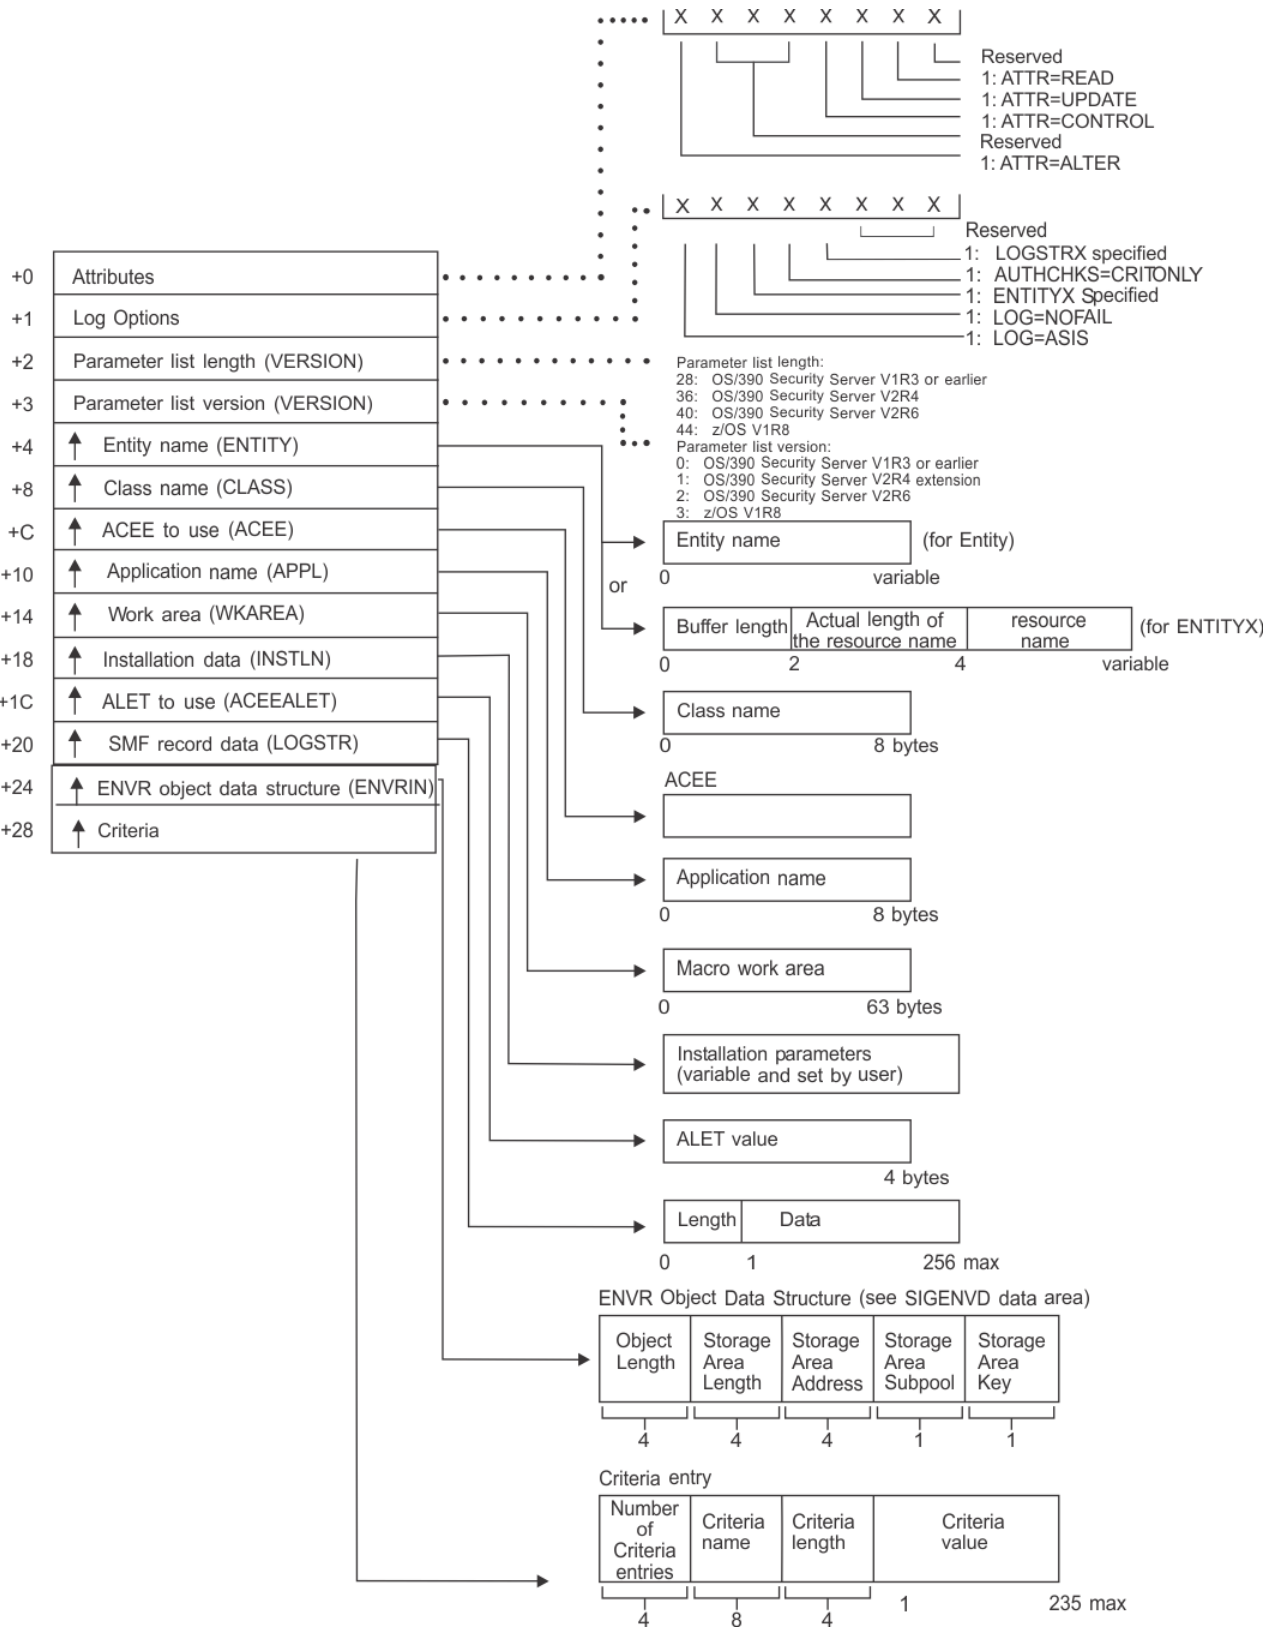 X X X X X X X X
Reserved
1: ATTR=READ
1: ATTR=UPDATE
1: ATTR=CONTROL
Reserved
1: ATTR=ALTER
X X X X X X X X
Reserved
1: LOGSTRX specified
1: AUTHCHKS=CRITONLY
1: ENTITYX Specified
1: LOG=NOFAIL
1: LOG=ASIS
+0 Attributes
+1 Log Options
+2 Parameter list length (VERSION)
+3 Parameter list version (VERSION)
+4 Entity name (ENTITY)
+8 Class name (CLASS)
+C ACEE to use (ACEE)
+10 Application name (APPL)
+14 Work area (WKAREA)
+18 Installation data (INSTLN)
+1C ALET to use (ACEEALET)
+20 SMF record data (LOGSTR)
+24 ENVR object data structure (ENVRIN)
+28 Criteria
Parameter list length:
28: OS/390 Security Server V1R3 or earlier
36: OS/390 Security Server V2R4
40: OS/390 Security Server V2R6
44: z/OS V1R8
Parameter list version:
0: OS/390 Security Server V1R3 or earlier
1: OS/390 Security Server V2R4 extension
2: OS/390 Security Server V2R6
3: z/OS V1R8
Entity name (for Entity)
0 variable
or
Buffer length Actual length of the resource name resource name (for ENTITYX)
0 2 4 variable
Class name
0 8 bytes
ACEE
Application name
0 8 bytes
Macro work area
0 63 bytes
Installation parameters
(variable and set by user)
ALET value
4 bytes
Length Data
0 1 256 max
ENVR Object Data Structure (see SIGENVD data area)
Object Length Storage Area Length Storage Area Address Storage Area Subpool Storage Area Key
4 4 4 1 1
Criteria entry
Number of Criteria entries Criteria name Criteria length Criteria value
4 8 4 1 235 max